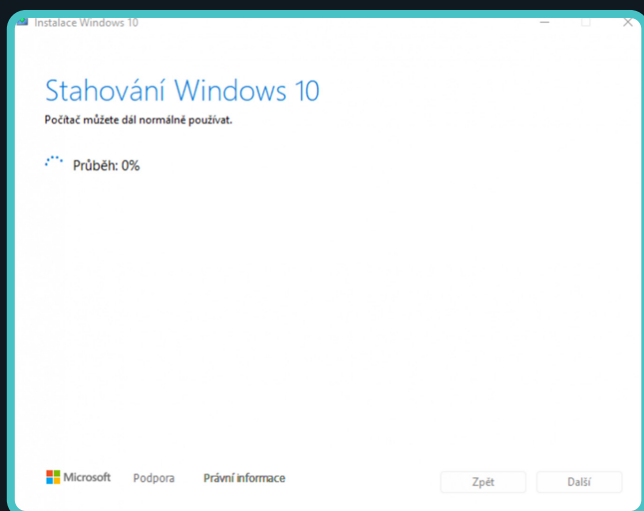 Instalace Windows 10
Stahování Windows 10
Počítač můžete dál normálně používat.
Průběh: 0%
Microsoft Podpora Právní informace Zpět Další